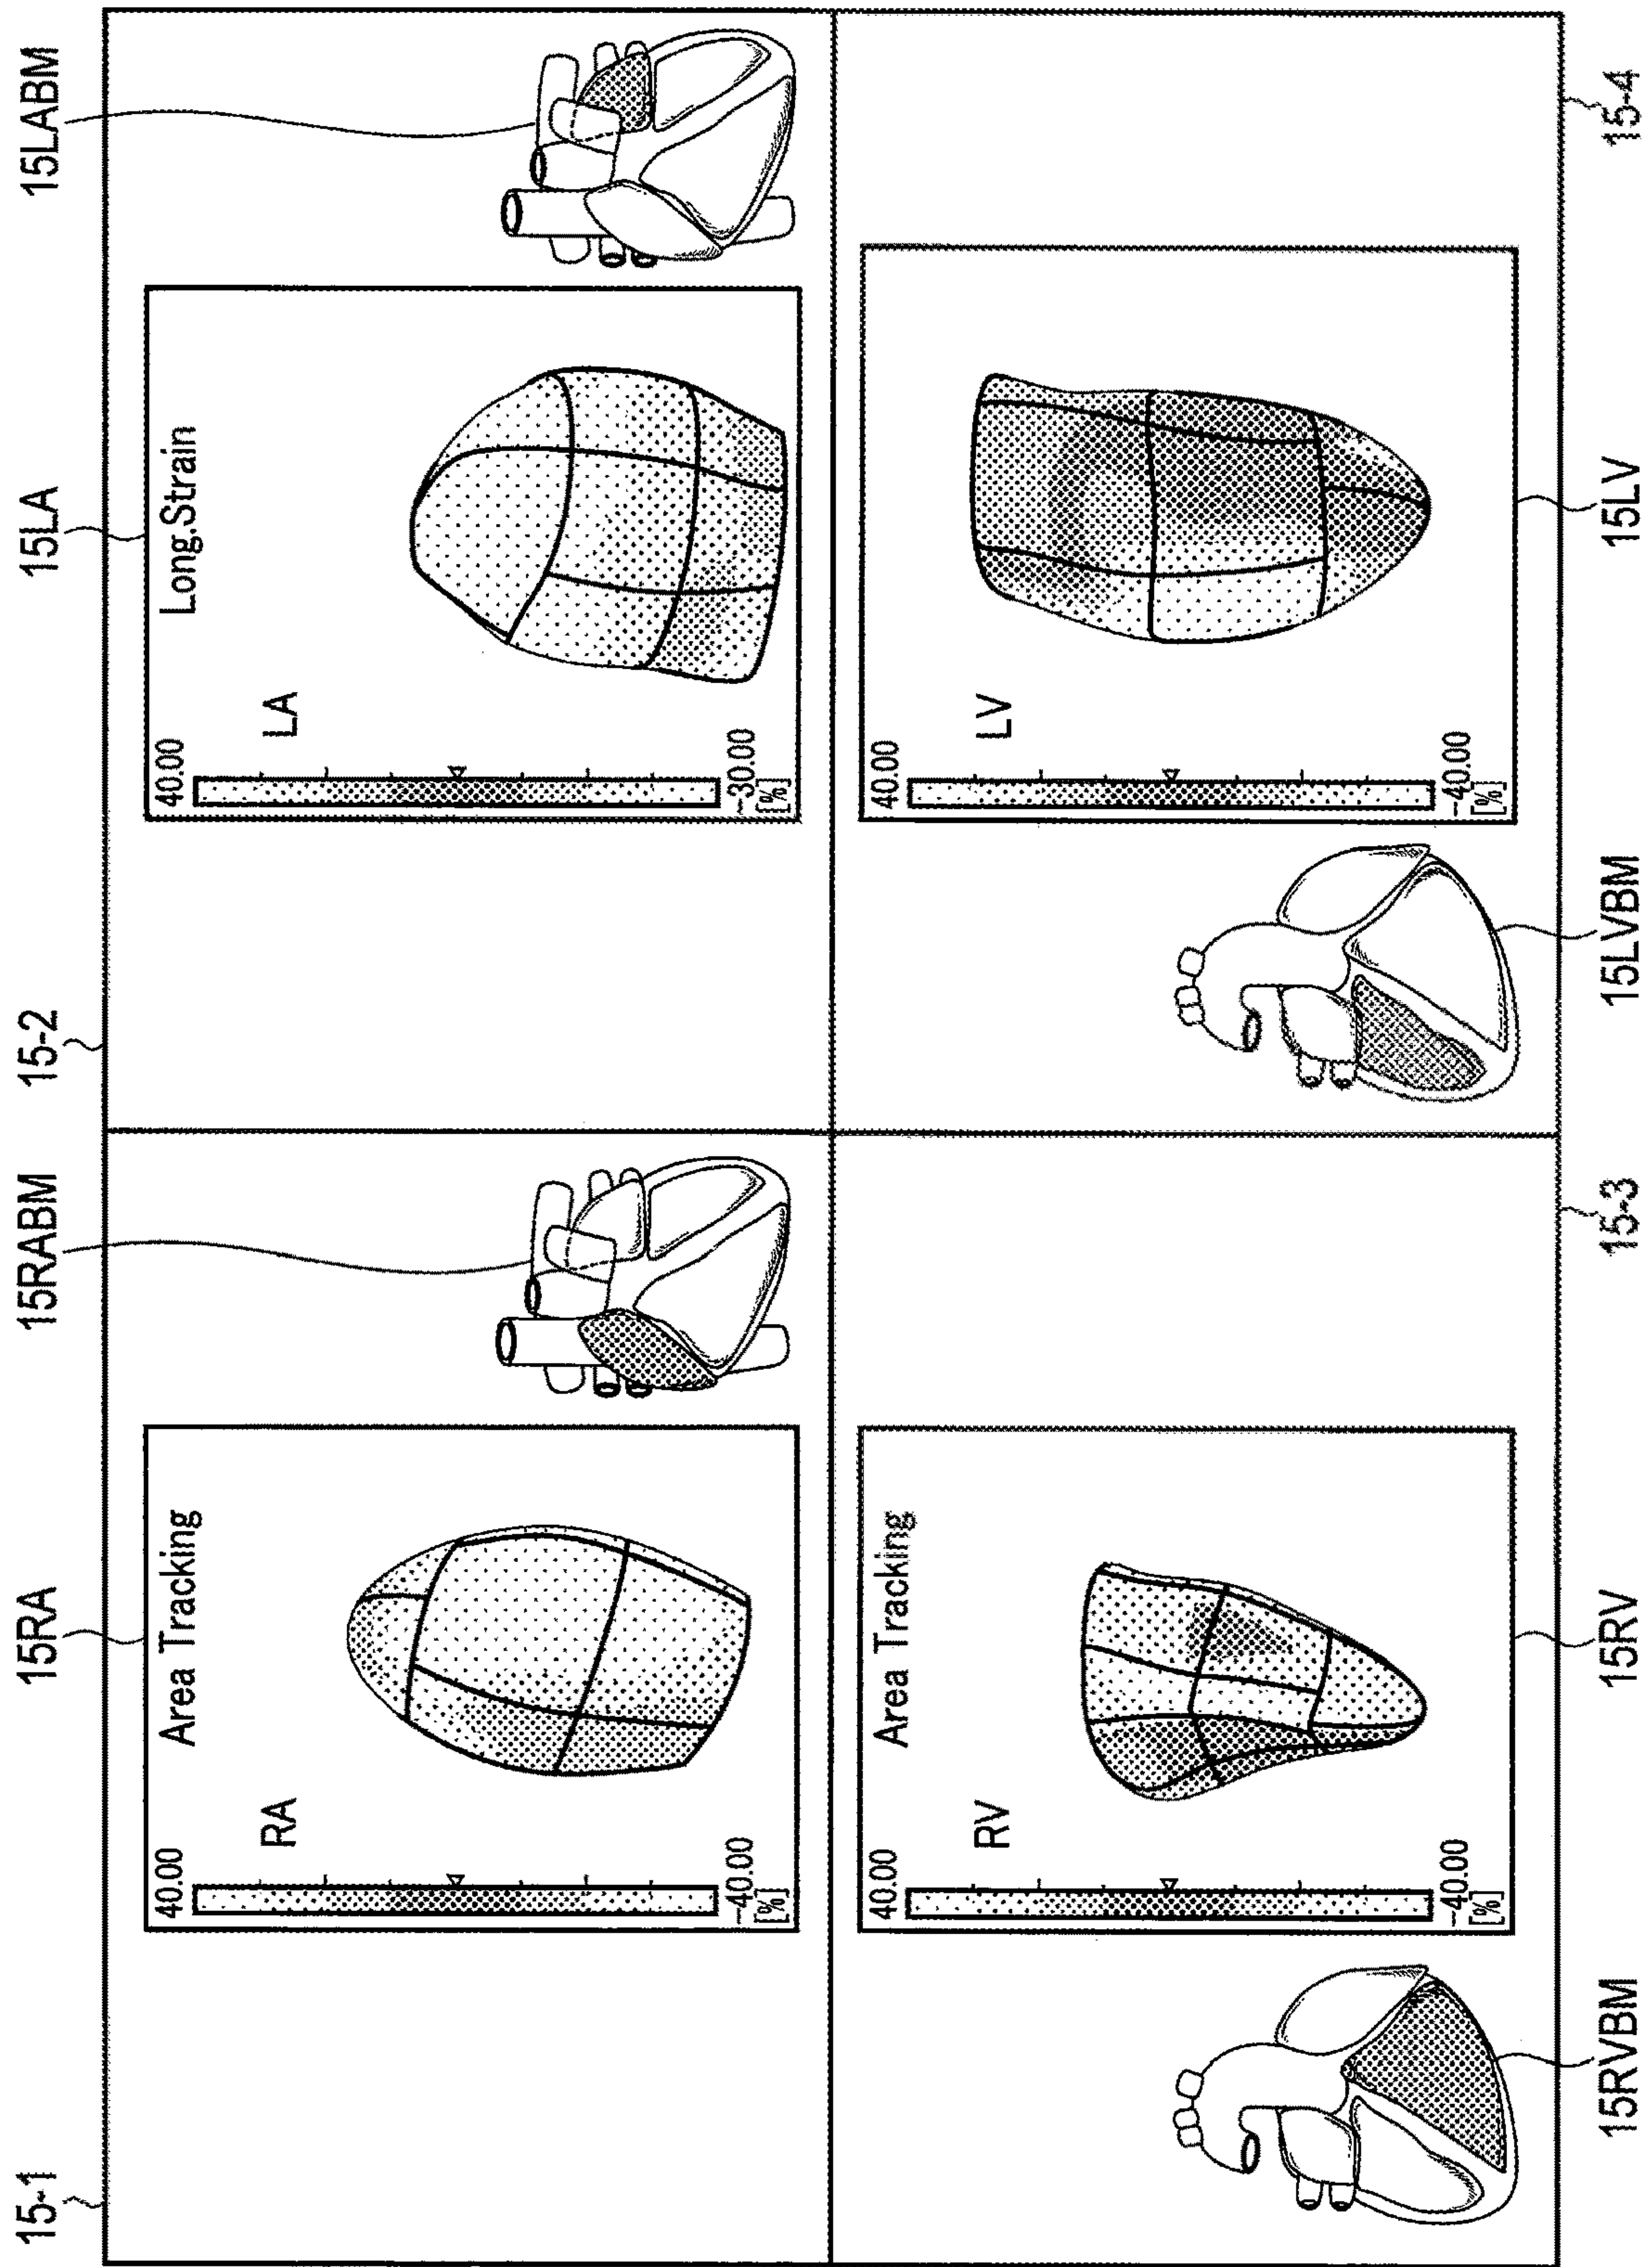 15-1
15RA
15RABM
15-2
15LA
15LABM
Area Tracking
40.00
RA
-40.00
[%]
Long.Strain
40.00
LA
-30.00
[%]
Area Tracking
40.00
RV
-40.00
[%]
40.00
LV
-40.00
[%]
15RVBM
15RV
15-3
15LVBM
15LV
15-4